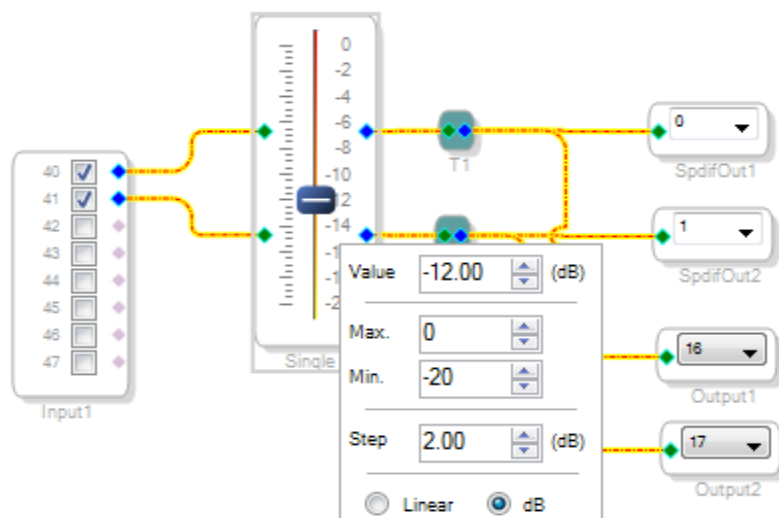 40
41
42
43
44
45
46
47
Input1
0
-2
-4
-6
-8
-10
-12
-14
Single
T1
0
SpdifOut1
1
SpdifOut2
16
Output1
17
Output2
Value -12.00 (dB)
Max. 0
Min. -20
Step 2.00 (dB)
Linear dB